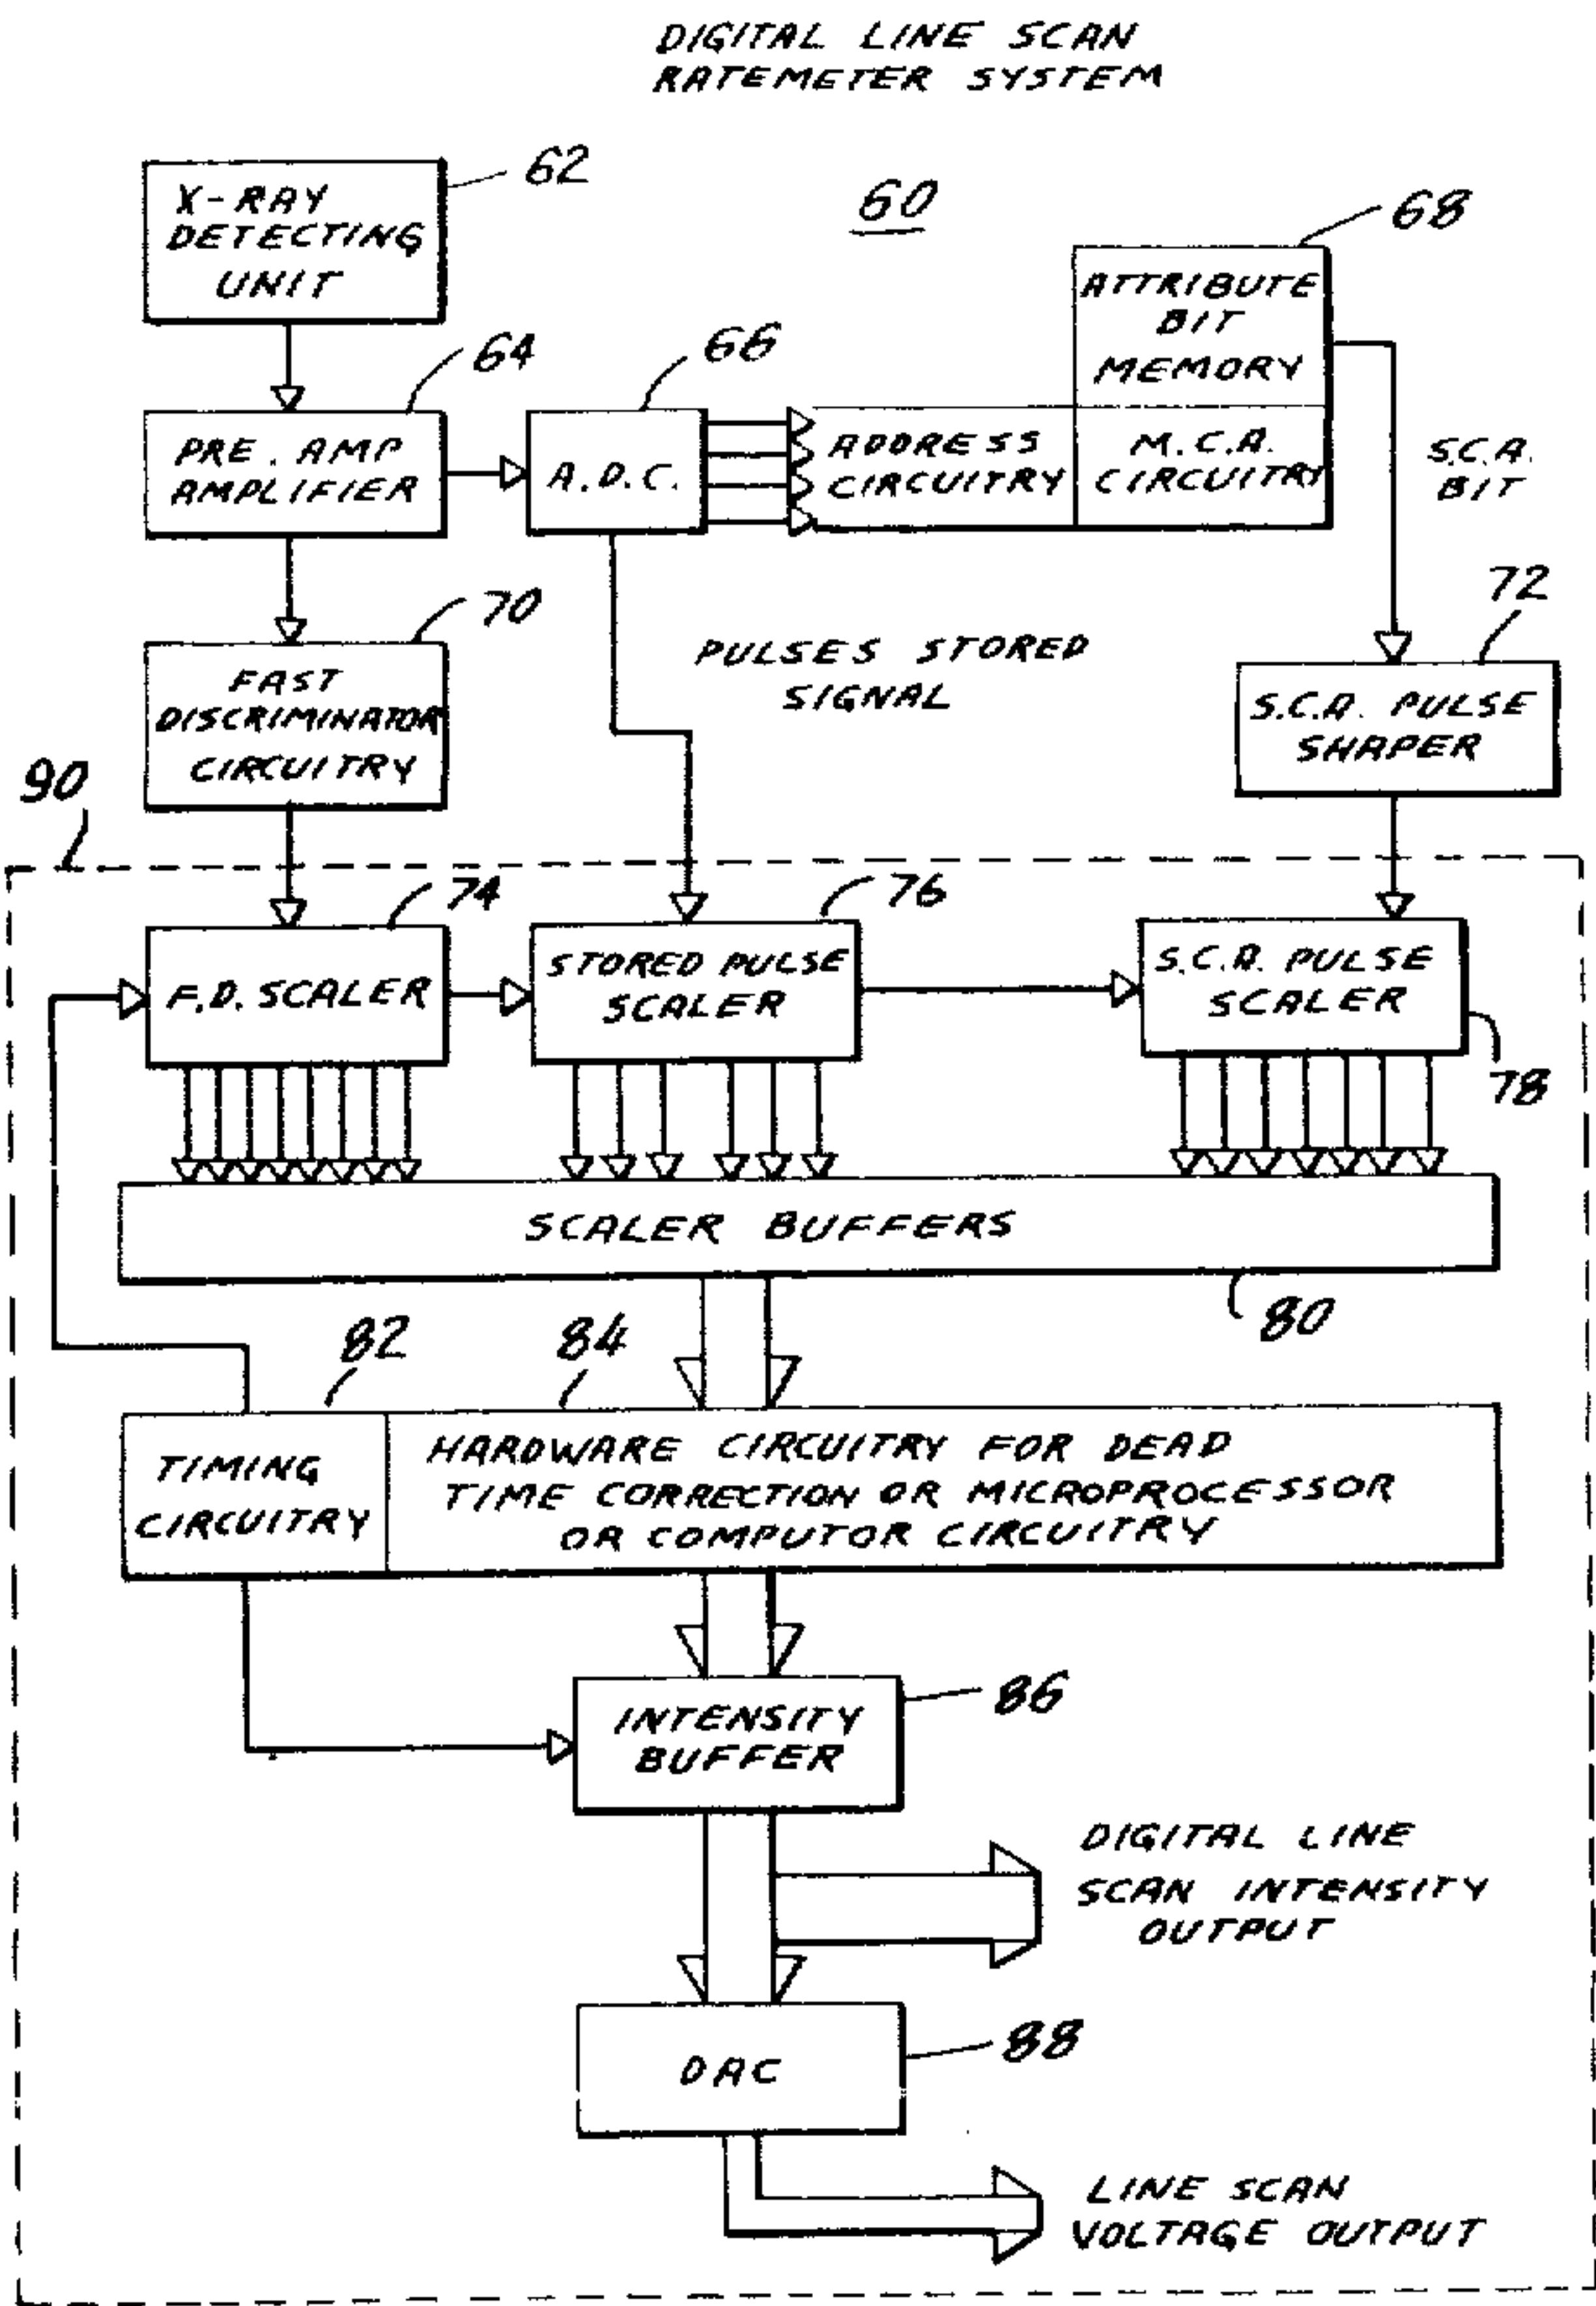 DIGITAL LINE SCAN
RATEMETER SYSTEM
62
X-RAY
DETECTING
UNIT
60
68
ATTRIBUTE
BIT
MEMORY
64
66
PRE. AMP
AMPLIFIER
A.D.C.
ADDRESS
CIRCUITRY
M.C.A.
CIRCUITRY
S.C.A.
BIT
70
72
FAST
DISCRIMINATOR
CIRCUITRY
PULSES STORED
SIGNAL
S.C.A. PULSE
SHAPER
90
74
76
F.D. SCALER
STORED PULSE
SCALER
S.C.A. PULSE
SCALER
78
SCALER BUFFERS
80
82
84
TIMING
CIRCUITRY
HARDWARE CIRCUITRY FOR DEAD
TIME CORRECTION OR MICROPROCESSOR
OR COMPUTOR CIRCUITRY
86
INTENSITY
BUFFER
DIGITAL LINE
SCAN INTENSITY
OUTPUT
88
DAC
LINE SCAN
VOLTAGE OUTPUT